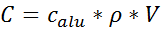 C = c_alu * ρ * V